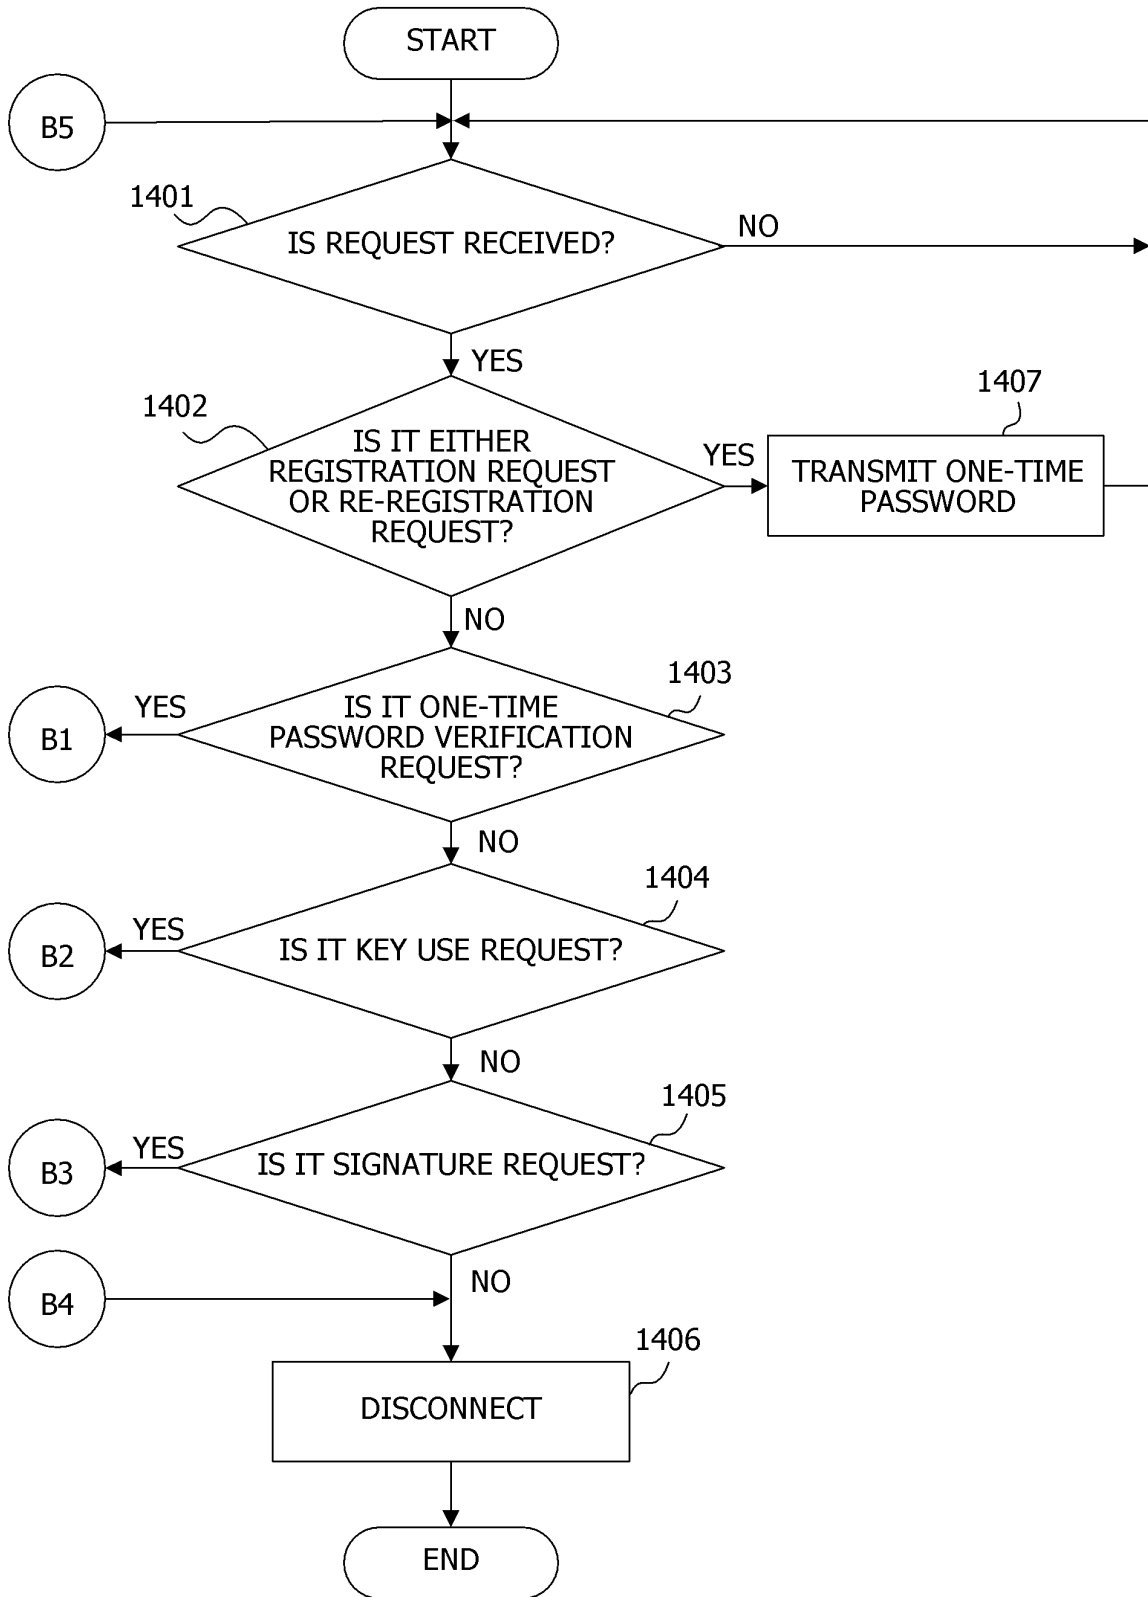 START
B5
1401
IS REQUEST RECEIVED?
NO
YES
1402
IS IT EITHER
REGISTRATION REQUEST
OR RE-REGISTRATION
REQUEST?
YES
1407
TRANSMIT ONE-TIME
PASSWORD
NO
1403
B1
YES
IS IT ONE-TIME
PASSWORD VERIFICATION
REQUEST?
NO
1404
B2
YES
IS IT KEY USE REQUEST?
NO
1405
B3
YES
IS IT SIGNATURE REQUEST?
NO
B4
1406
DISCONNECT
END